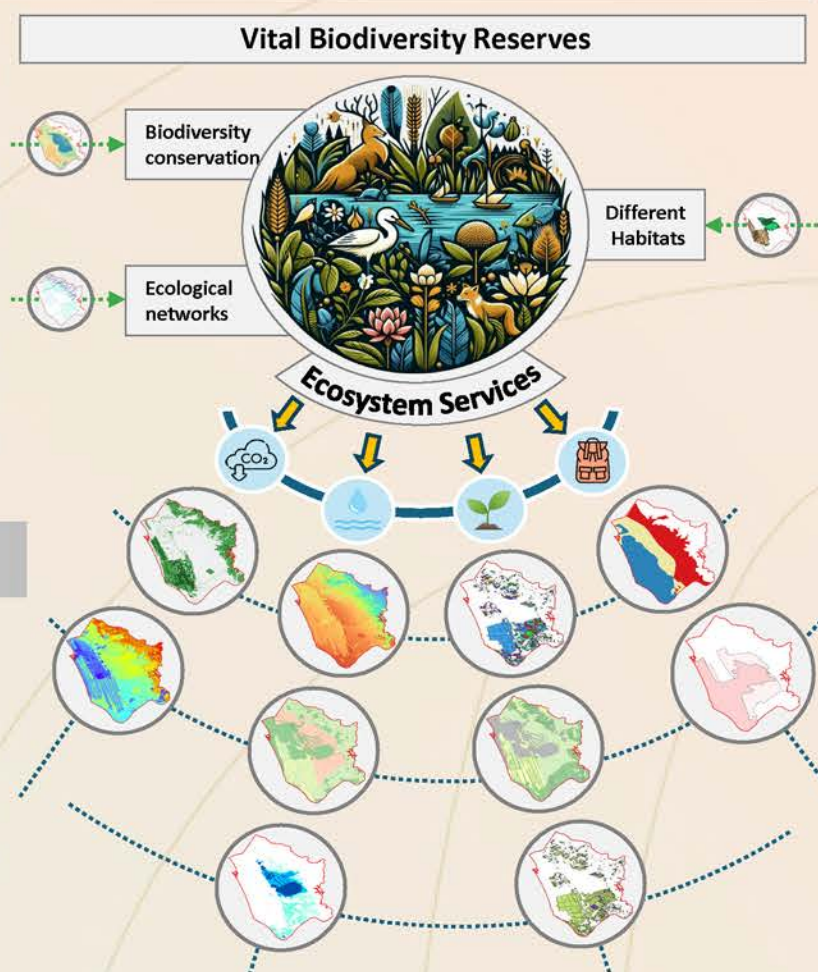 Vital Biodiversity Reserves
Biodiversity
conservation
Different
Habitats
Ecological
networks
Ecosystem Services
CO2